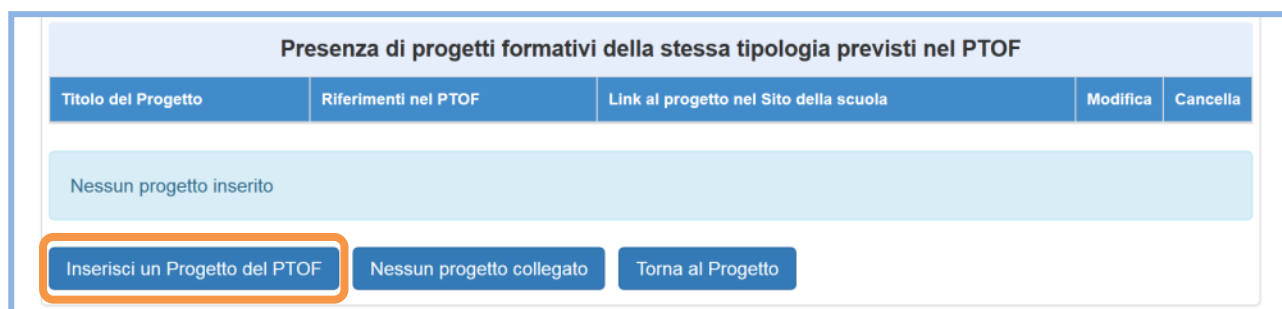 Presenza di progetti formativi della stessa tipologia previsti nel PTOF
Titolo del Progetto Riferimenti nel PTOF Link al progetto nel Sito della scuola Modifica Cancella
Nessun progetto inserito
Inserisci un Progetto del PTOF Nessun progetto collegato Torna al Progetto